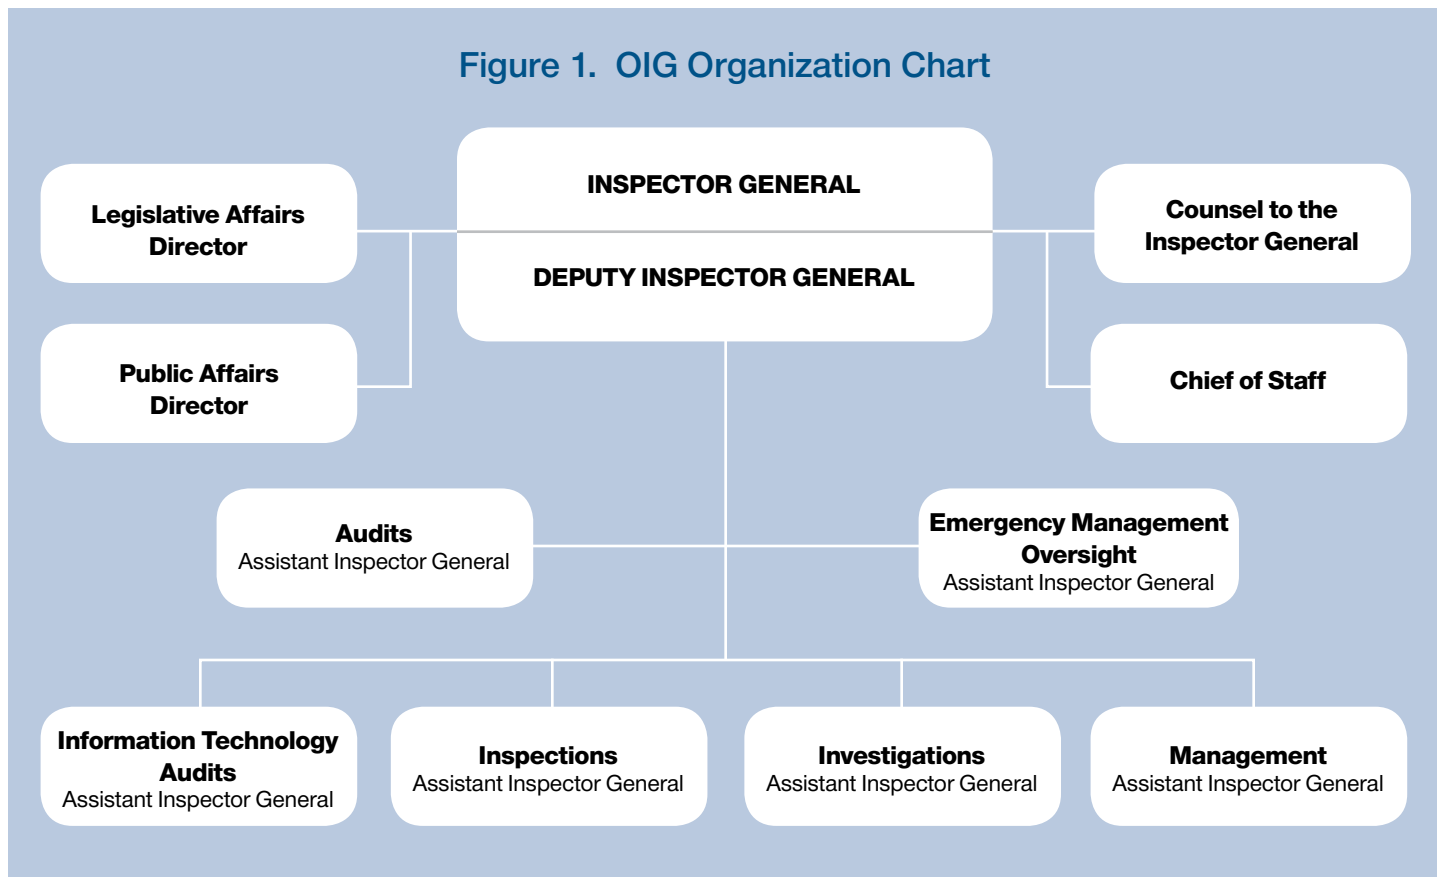 Figure 1. OIG Organization Chart
INSPECTOR GENERAL
DEPUTY INSPECTOR GENERAL
Legislative Affairs
Director
Public Affairs
Director
Counsel to the
Inspector General
Chief of Staff
Audits
Assistant Inspector General
Emergency Management
Oversight
Assistant Inspector General
Information Technology
Audits
Assistant Inspector General
Inspections
Assistant Inspector General
Investigations
Assistant Inspector General
Management
Assistant Inspector General